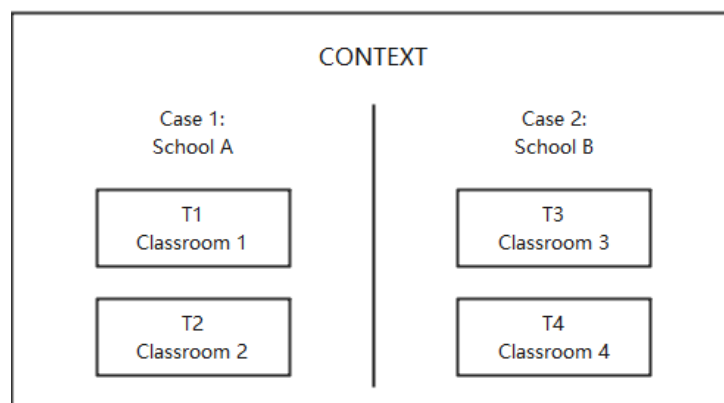 CONTEXT
Case 1:
School A
T1
Classroom 1
T2
Classroom 2
Case 2:
School B
T3
Classroom 3
T4
Classroom 4